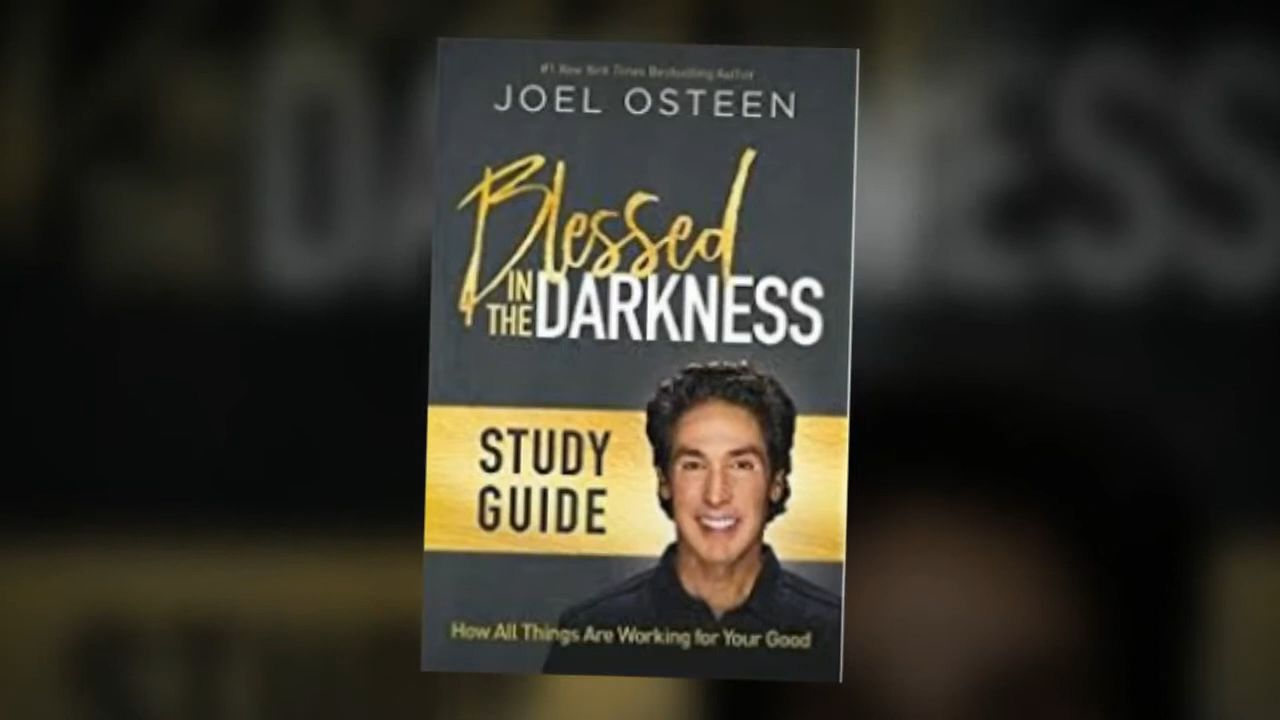 #1 New York Times Bestselling Author
JOEL OSTEEN
Blessed
IN
THE DARKNESS
STUDY
GUIDE
How All Things Are Working for Your Good